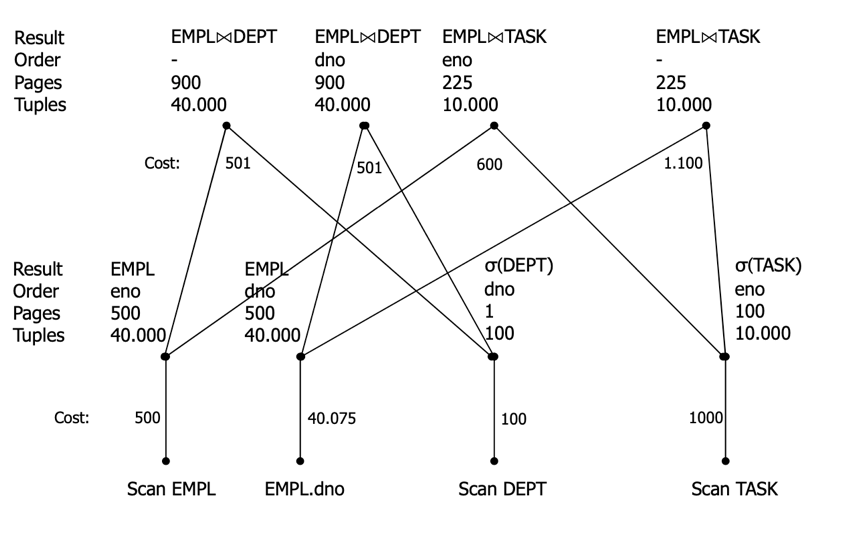 Result EMPL⋈DEPT EMPL⋈DEPT EMPL⋈TASK EMPL⋈TASK
Order - dno eno -
Pages 900 900 225 225
Tuples 40.000 40.000 10.000 10.000
Cost: 501 501 600 1.100
Result EMPL EMPL σ(DEPT) σ(TASK)
Order eno dno dno eno
Pages 500 500 1 100
Tuples 40.000 40.000 100 10.000
Cost: 500 40.075 100 1000
Scan EMPL EMPL.dno Scan DEPT Scan TASK